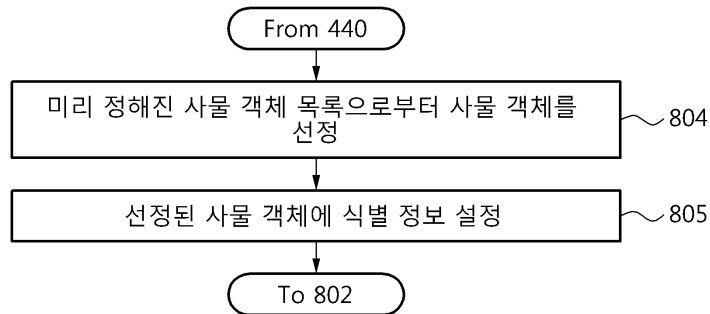 From 440
미리 정해진 사물 객체 목록으로부터 사물 객체를
선정
804
선정된 사물 객체에 식별 정보 설정
805
To 802